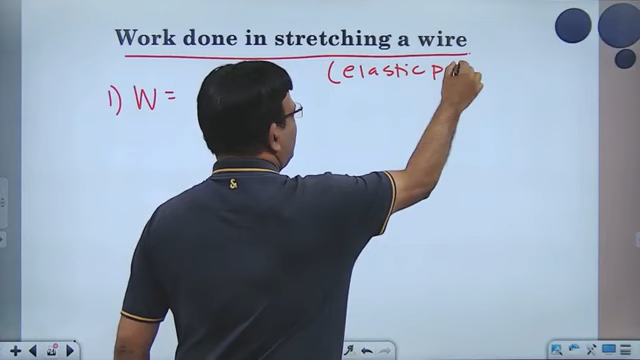 Work done in stretching a wire
(elastic p
1) W =